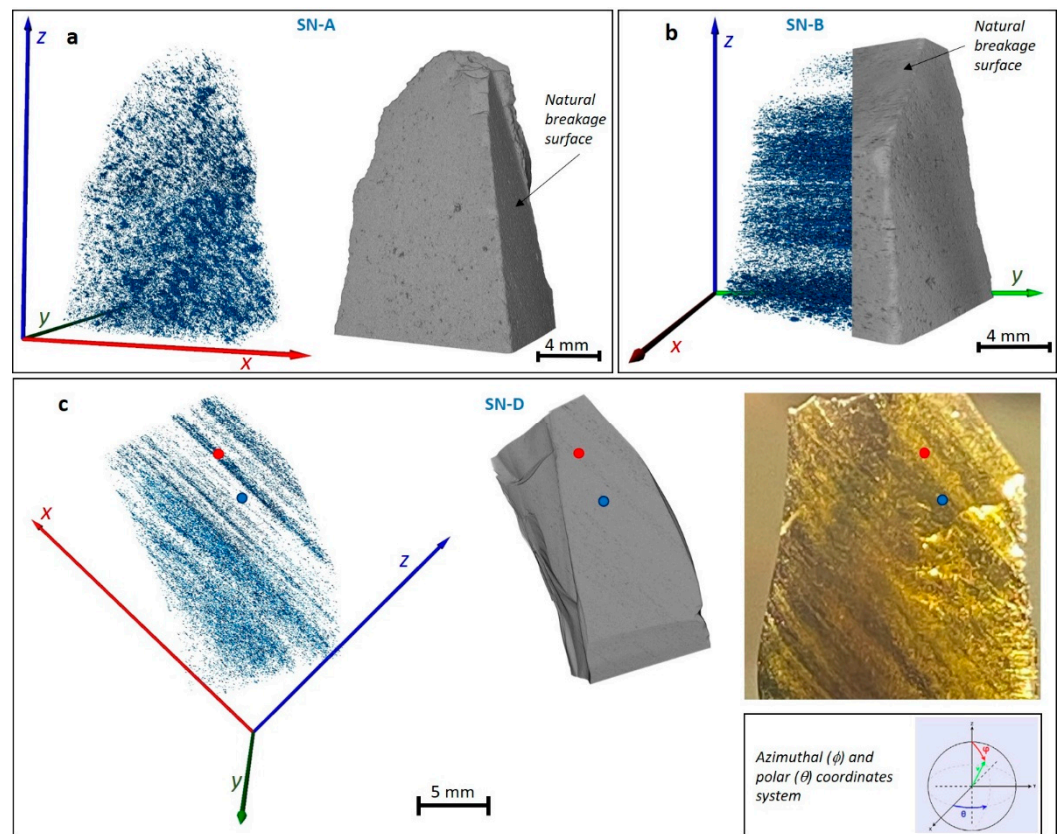 a
SN-A
z
y
x
Natural
breakage
surface
4 mm
b
SN-B
z
y
x
Natural
breakage
surface
4 mm
c
SN-D
x
z
y
5 mm
Azimuthal (ϕ) and
polar (θ) coordinates
system
φ
θ